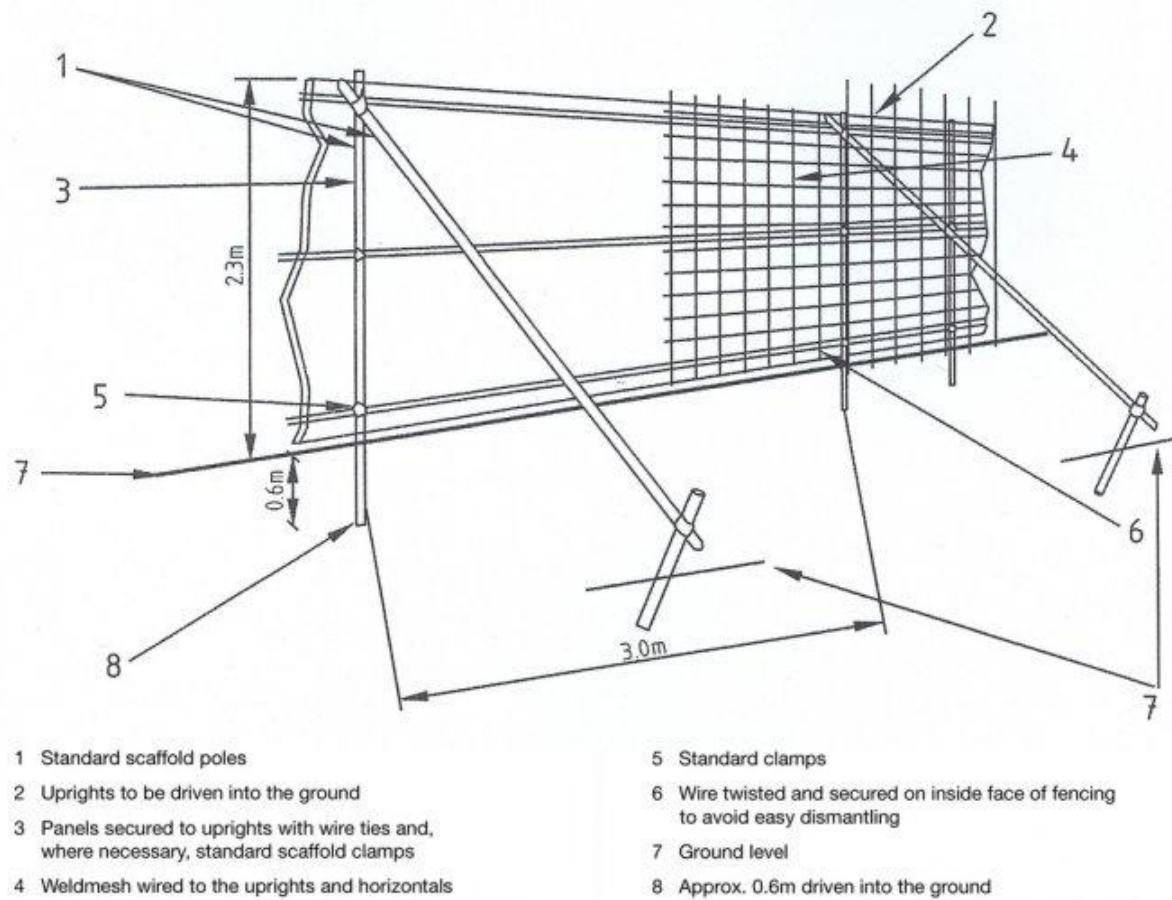 2
1
4
3
2.3m
5
7
0.6m
6
8
3.0m
7
1 Standard scaffold poles
2 Uprights to be driven into the ground
3 Panels secured to uprights with wire ties and,
where necessary, standard scaffold clamps
4 Weldmesh wired to the uprights and horizontals
5 Standard clamps
6 Wire twisted and secured on inside face of fencing
to avoid easy dismantling
7 Ground level
8 Approx. 0.6m driven into the ground